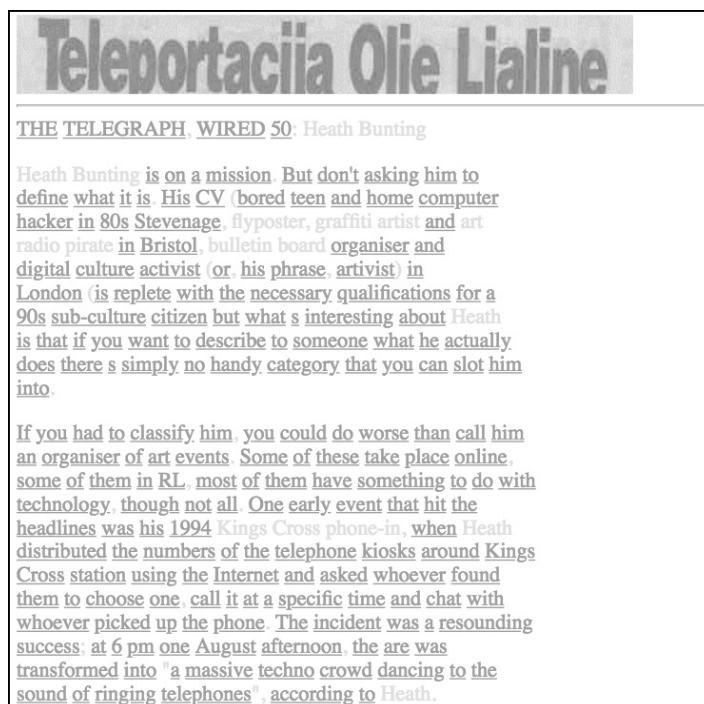 Teleportaciia Olie Lialine
THE TELEGRAPH, WIRED 50: Heath Bunting
Heath Bunting is on a mission. But don't asking him to
define what it is. His CV (bored teen and home computer
hacker in 80s Stevenage, flyposter, graffiti artist and art
radio pirate in Bristol, bulletin board organiser and
digital culture activist (or, his phrase, artivist) in
London (is replete with the necessary qualifications for a
90s sub-culture citizen but what s interesting about Heath
is that if you want to describe to someone what he actually
does there s simply no handy category that you can slot him
into.
If you had to classify him, you could do worse than call him
an organiser of art events. Some of these take place online,
some of them in RL, most of them have something to do with
technology, though not all. One early event that hit the
headlines was his 1994 Kings Cross phone-in, when Heath
distributed the numbers of the telephone kiosks around Kings
Cross station using the Internet and asked whoever found
them to choose one, call it at a specific time and chat with
whoever picked up the phone. The incident was a resounding
success; at 6 pm one August afternoon, the are was
transformed into "a massive techno crowd dancing to the
sound of ringing telephones", according to Heath.